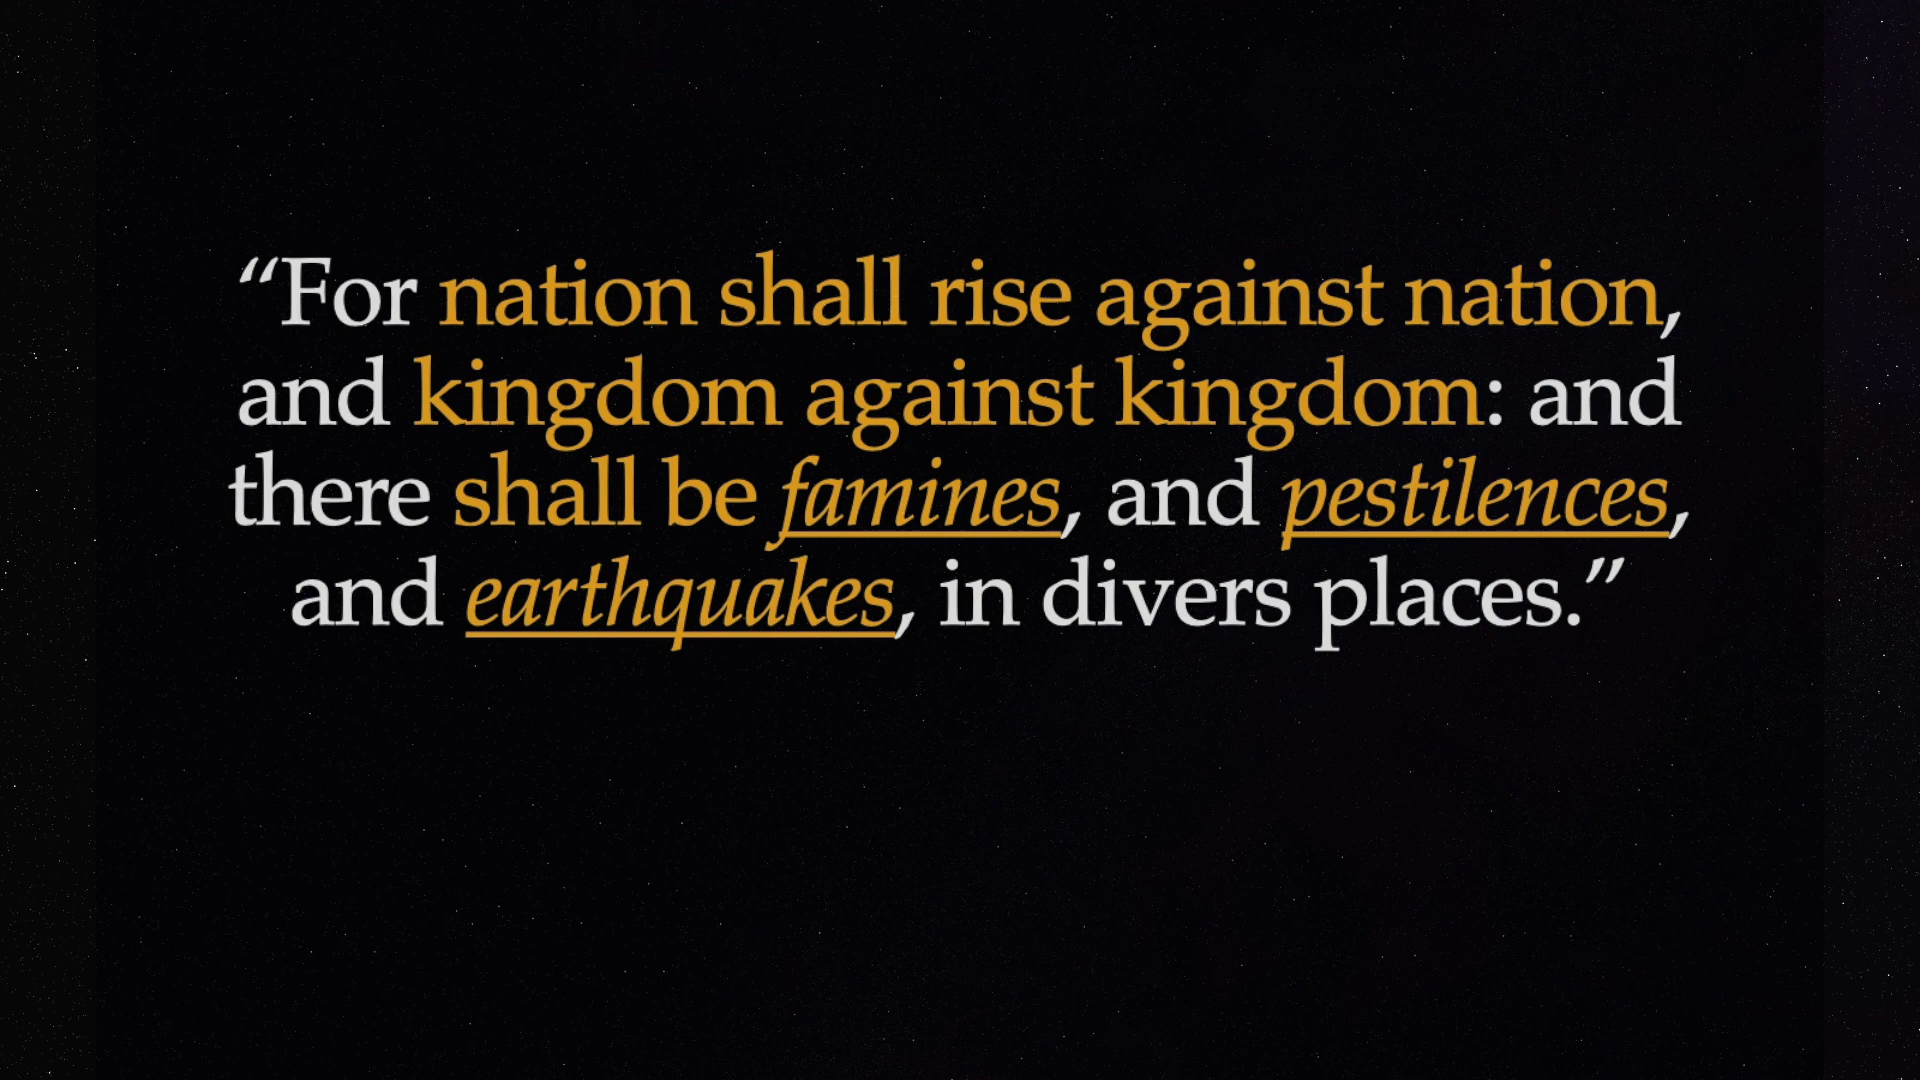 “For nation shall rise against nation,
and kingdom against kingdom: and
there shall be famines, and pestilences,
and earthquakes, in divers places.”